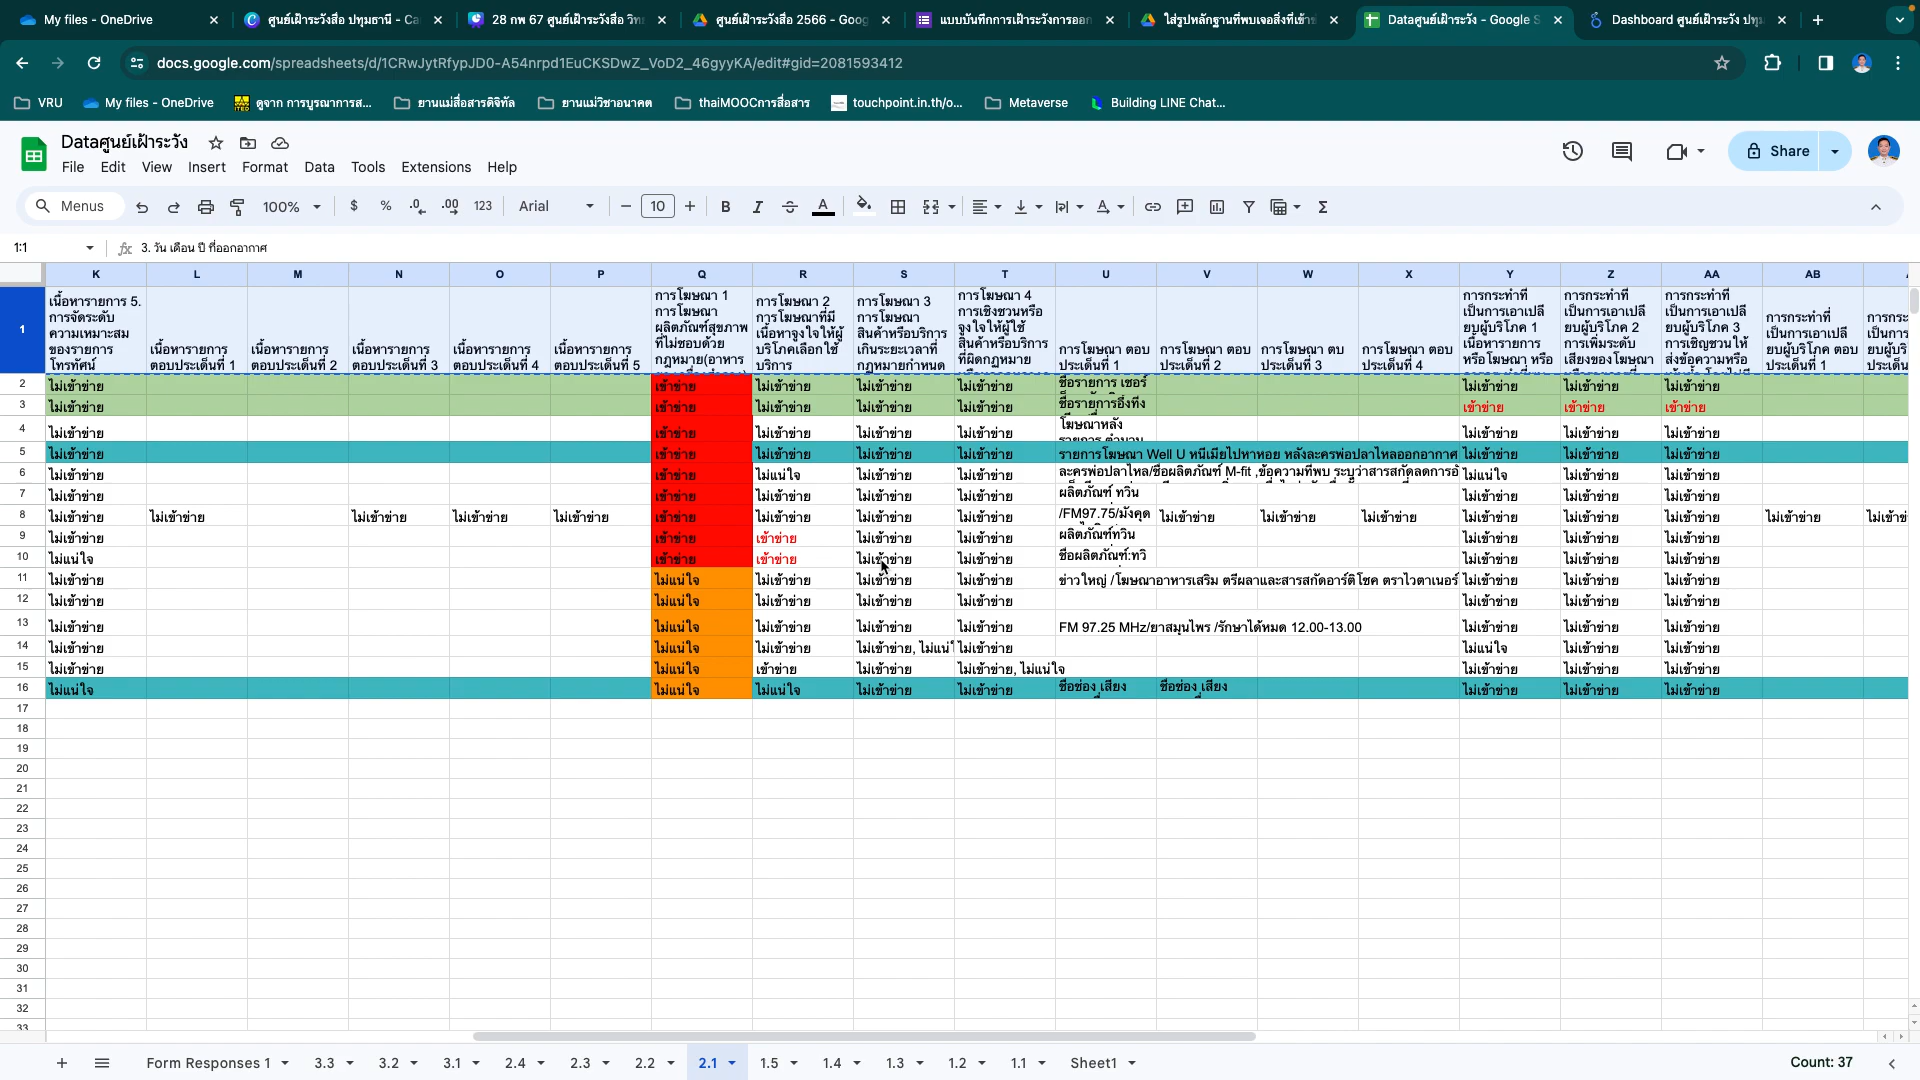 My files - OneDrive
ศูนย์เฝ้าระวังสื่อ ปทุมธานี - Ca
28 กพ 67 ศูนย์เฝ้าระวังสื่อ วิท
ศูนย์เฝ้าระวังสื่อ 2566 - Goog
แบบบันทึกการเฝ้าระวังการออก
ใส่รูปหลักฐานที่พบเจอสิ่งที่เข้าข่
Dataศูนย์เฝ้าระวัง - Google S
Dashboard ศูนย์เฝ้าระวัง ปทุม
docs.google.com/spreadsheets/d/1CRwJytRfypJD0-A54nrpd1EuCKSDwZ_VoD2_46gyyKA/edit#gid=2081593412
VRU
My files - OneDrive
ดูจาก การบูรณาการส...
ยานแม่สื่อสารดิจิทัล
ยานแม่วิชาอนาคต
thaiMOOCการสื่อสาร
touchpoint.in.th/o...
Metaverse
Building LINE Chat...
Dataศูนย์เฝ้าระวัง
File Edit View Insert Format Data Tools Extensions Help
Share
Menus 100% $ % .0 .00 123 Arial 10 B I A
1:1 fx 3. วัน เดือน ปี ที่ออกอากาศ
K L M N O P Q R S T U V W X Y Z AA AB
1
เนื้อหารายการ 5.
การจัดระดับ
ความเหมาะสม
ของรายการ
โทรทัศน์
เนื้อหารายการ
ตอบประเด็นที่ 1
เนื้อหารายการ
ตอบประเด็นที่ 2
เนื้อหารายการ
ตอบประเด็นที่ 3
เนื้อหารายการ
ตอบประเด็นที่ 4
เนื้อหารายการ
ตอบประเด็นที่ 5
การโฆษณา 1
การโฆษณา
ผลิตภัณฑ์สุขภาพ
ที่ไม่ชอบด้วย
กฎหมาย(อาหาร
การโฆษณา 2
การโฆษณาที่มี
เนื้อหาจูงใจให้ผู้
บริโภคเลือกใช้
บริการ
การโฆษณา 3
การโฆษณา
สินค้าหรือบริการ
เกินระยะเวลาที่
กฎหมายกำหนด
การโฆษณา 4
การเชิงชวนหรือ
จูงใจให้ผู้ใช้
สินค้าหรือบริการ
ที่ผิดกฎหมาย
การโฆษณา ตอบ
ประเด็นที่ 1
การโฆษณา ตอบ
ประเด็นที่ 2
การโฆษณา ตอบ
ประเด็นที่ 3
การโฆษณา ตอบ
ประเด็นที่ 4
การกระทำที่
เป็นการเอาเปลี
ยบผู้บริโภค 1
เนื้อหารายการ
หรือโฆษณา หรือ
การกระทำที่
เป็นการเอาเปลี
ยบผู้บริโภค 2
การเพิ่มระดับ
เสียงของโฆษณา
การกระทำที่
เป็นการเอาเปลี
ยบผู้บริโภค 3
การเชิญชวนให้
ส่งข้อความหรือ
การกระทำที่
เป็นการเอาเปลี
ยบผู้บริโภค ตอบ
ประเด็นที่ 1
2 ไม่เข้าข่าย เข้าข่าย ไม่เข้าข่าย ไม่เข้าข่าย ไม่เข้าข่าย ชื่อรายการ เชอร์ ไม่เข้าข่าย ไม่เข้าข่าย ไม่เข้าข่าย
3 ไม่เข้าข่าย เข้าข่าย ไม่เข้าข่าย ไม่เข้าข่าย ไม่เข้าข่าย ชื่อรายการอึ้งทึ่ง เข้าข่าย เข้าข่าย เข้าข่าย
4 ไม่เข้าข่าย เข้าข่าย ไม่เข้าข่าย ไม่เข้าข่าย ไม่เข้าข่าย โฆษณาหลัง ไม่เข้าข่าย ไม่เข้าข่าย ไม่เข้าข่าย
5 ไม่เข้าข่าย เข้าข่าย ไม่เข้าข่าย ไม่เข้าข่าย ไม่เข้าข่าย รายการโฆษณา Well U หนีเมียไปหาหอย หลังละครพ่อปลาไหลออกอากาศ ไม่เข้าข่าย ไม่เข้าข่าย ไม่เข้าข่าย
6 ไม่เข้าข่าย เข้าข่าย ไม่แน่ใจ ไม่เข้าข่าย ไม่เข้าข่าย ละครพ่อปลาไหล/ชื่อผลิตภัณฑ์ M-fit ,ข้อความที่พบ ระบุว่าสารสกัดลดการอั ไม่แน่ใจ ไม่เข้าข่าย ไม่เข้าข่าย
7 ไม่เข้าข่าย เข้าข่าย ไม่เข้าข่าย ไม่เข้าข่าย ไม่เข้าข่าย ผลิตภัณฑ์ ทวิน ไม่เข้าข่าย ไม่เข้าข่าย ไม่เข้าข่าย
8 ไม่เข้าข่าย ไม่เข้าข่าย ไม่เข้าข่าย ไม่เข้าข่าย ไม่เข้าข่าย เข้าข่าย ไม่เข้าข่าย ไม่เข้าข่าย ไม่เข้าข่าย /FM97.75/มังคุด ไม่เข้าข่าย ไม่เข้าข่าย ไม่เข้าข่าย ไม่เข้าข่าย ไม่เข้าข่าย ไม่เข้าข่าย ไม่เข้าข่าย ไม่เข้าข่
9 ไม่เข้าข่าย เข้าข่าย เข้าข่าย ไม่เข้าข่าย ไม่เข้าข่าย ผลิตภัณฑ์ทวิน ไม่เข้าข่าย ไม่เข้าข่าย ไม่เข้าข่าย
10 ไม่แน่ใจ เข้าข่าย เข้าข่าย ไม่เข้าข่าย ไม่เข้าข่าย ชื่อผลิตภัณฑ์:ทวิ ไม่เข้าข่าย ไม่เข้าข่าย ไม่เข้าข่าย
11 ไม่เข้าข่าย ไม่แน่ใจ ไม่เข้าข่าย ไม่เข้าข่าย ไม่เข้าข่าย ข่าวใหญ่ /โฆษณาอาหารเสริม ตรีผลาและสารสกัดอาร์ติโชค ตราไวตาเนอร์ ไม่เข้าข่าย ไม่เข้าข่าย ไม่เข้าข่าย
12 ไม่เข้าข่าย ไม่แน่ใจ ไม่เข้าข่าย ไม่เข้าข่าย ไม่เข้าข่าย ไม่เข้าข่าย ไม่เข้าข่าย ไม่เข้าข่าย
13 ไม่เข้าข่าย ไม่แน่ใจ ไม่เข้าข่าย ไม่เข้าข่าย ไม่เข้าข่าย FM 97.25 MHz/ยาสมุนไพร /รักษาได้หมด 12.00-13.00 ไม่เข้าข่าย ไม่เข้าข่าย ไม่เข้าข่าย
14 ไม่เข้าข่าย ไม่แน่ใจ ไม่เข้าข่าย ไม่เข้าข่าย, ไม่แน่ ไม่เข้าข่าย ไม่แน่ใจ ไม่เข้าข่าย ไม่เข้าข่าย
15 ไม่เข้าข่าย ไม่แน่ใจ เข้าข่าย ไม่เข้าข่าย ไม่เข้าข่าย, ไม่แน่ใจ ไม่เข้าข่าย ไม่เข้าข่าย ไม่เข้าข่าย
16 ไม่แน่ใจ ไม่แน่ใจ ไม่แน่ใจ ไม่เข้าข่าย ไม่เข้าข่าย ชื่อช่อง เสียง ชื่อช่อง เสียง ไม่เข้าข่าย ไม่เข้าข่าย ไม่เข้าข่าย
17
18
19
20
21
22
23
24
25
26
27
28
29
30
31
32
33
Form Responses 1 3.3 3.2 3.1 2.4 2.3 2.2 2.1 1.5 1.4 1.3 1.2 1.1 Sheet1 Count: 37